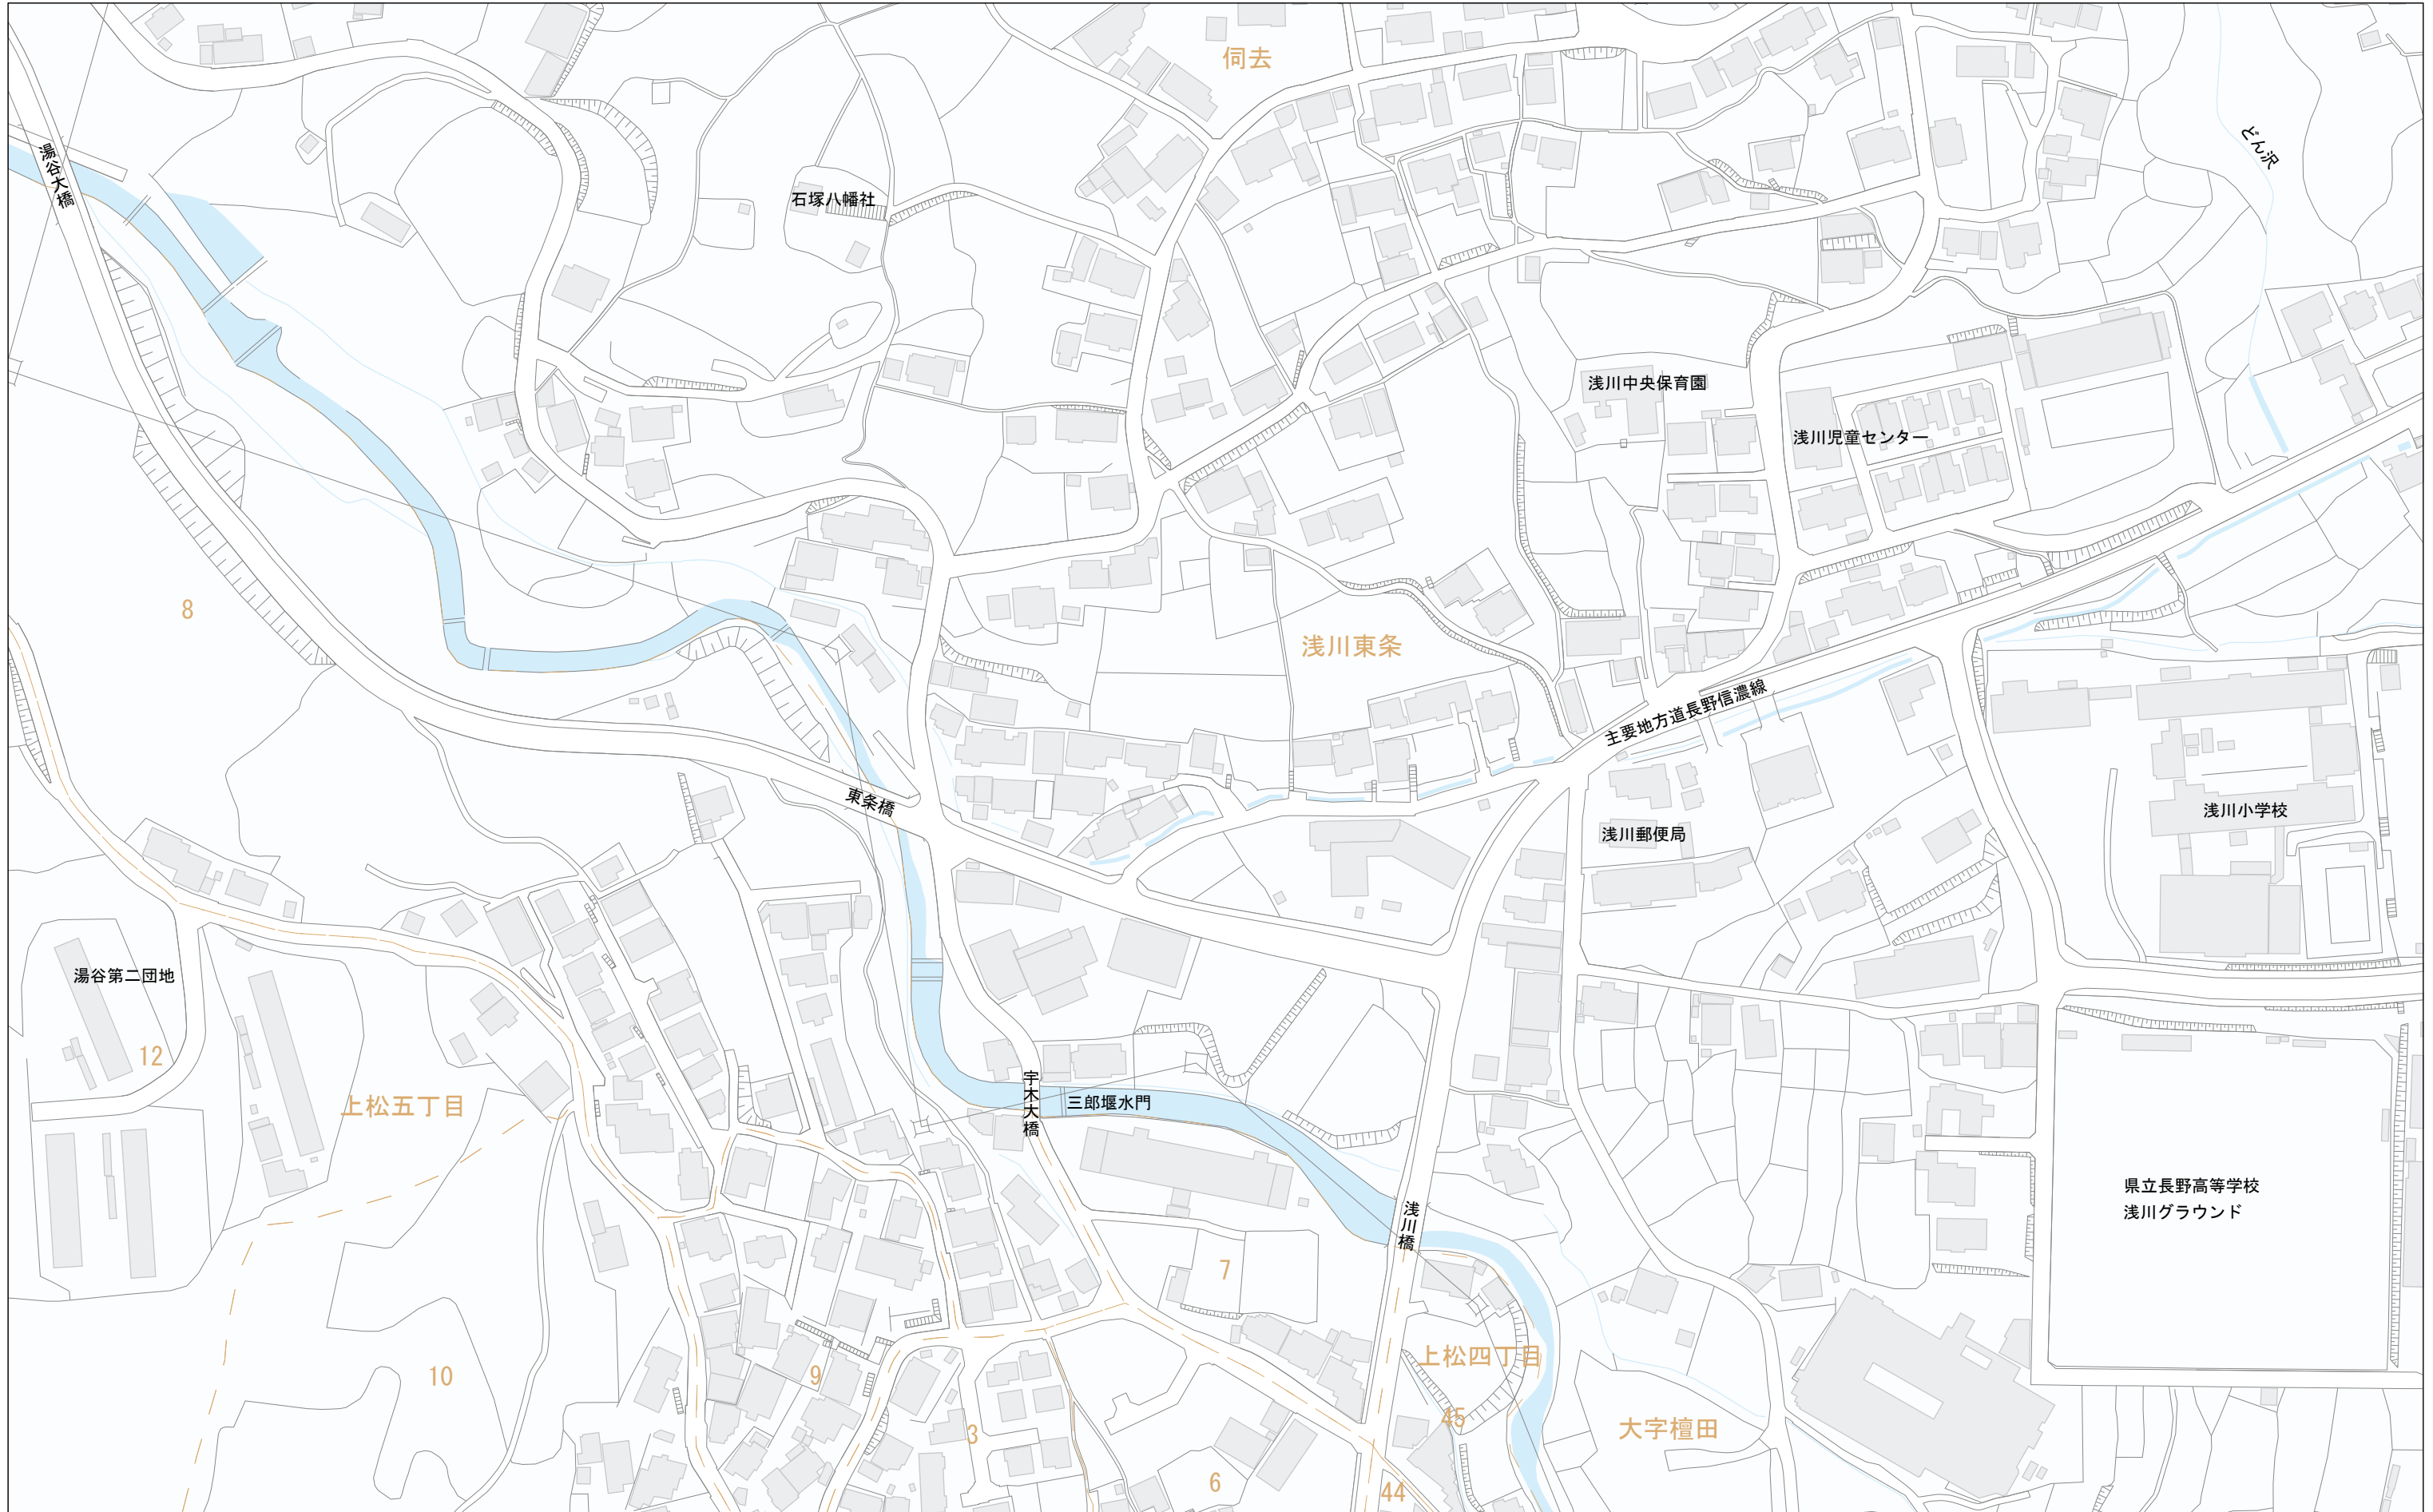 伺去
どん沢
湯谷大橋
石塚八幡社
浅川中央保育園
浅川児童センター
8
浅川東条
主要地方道長野信濃線
東条橋
浅川小学校
浅川郵便局
湯谷第二団地
12
上松五丁目
宇木大橋
三郎堰水門
県立長野高等学校
浅川グラウンド
浅川橋
7
上松四丁目
10
9
45
3
大字檀田
6
44